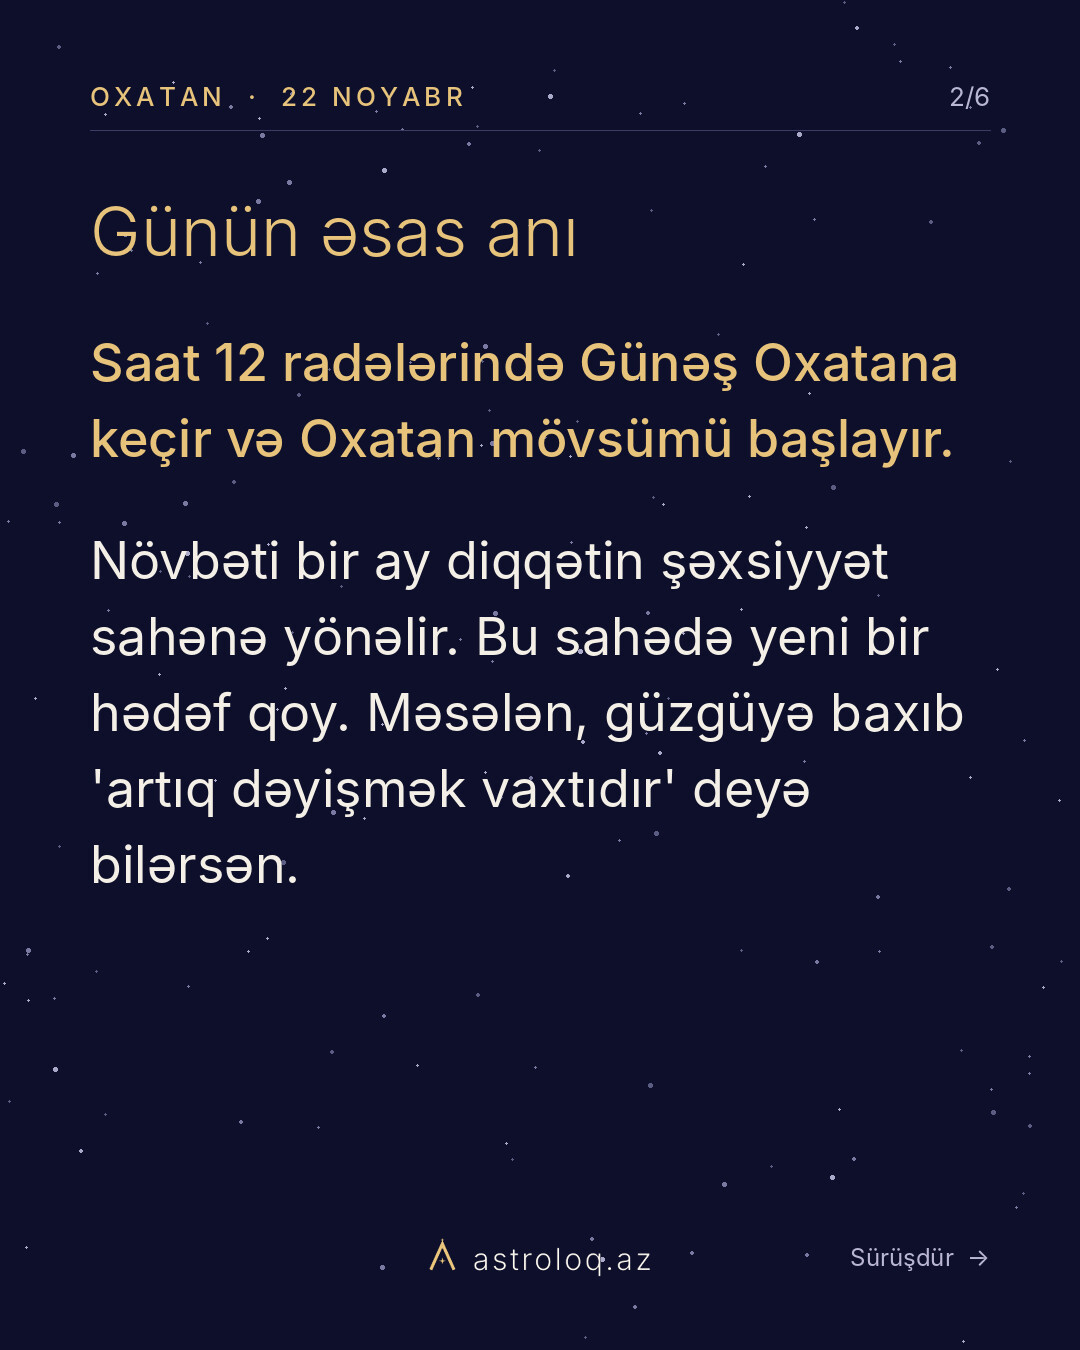 OXATAN · 22 NOYABR
2/6
Günün əsas anı
Saat 12 radələrində Günəş Oxatana
keçir və Oxatan mövsümü başlayır.
Növbəti bir ay diqqətin şəxsiyyət
sahənə yönəlir. Bu sahədə yeni bir
hədəf qoy. Məsələn, güzgüyə baxıb
'artıq dəyişmək vaxtıdır' deyə
bilərsən.
astroloq.az
Sürüşdür →